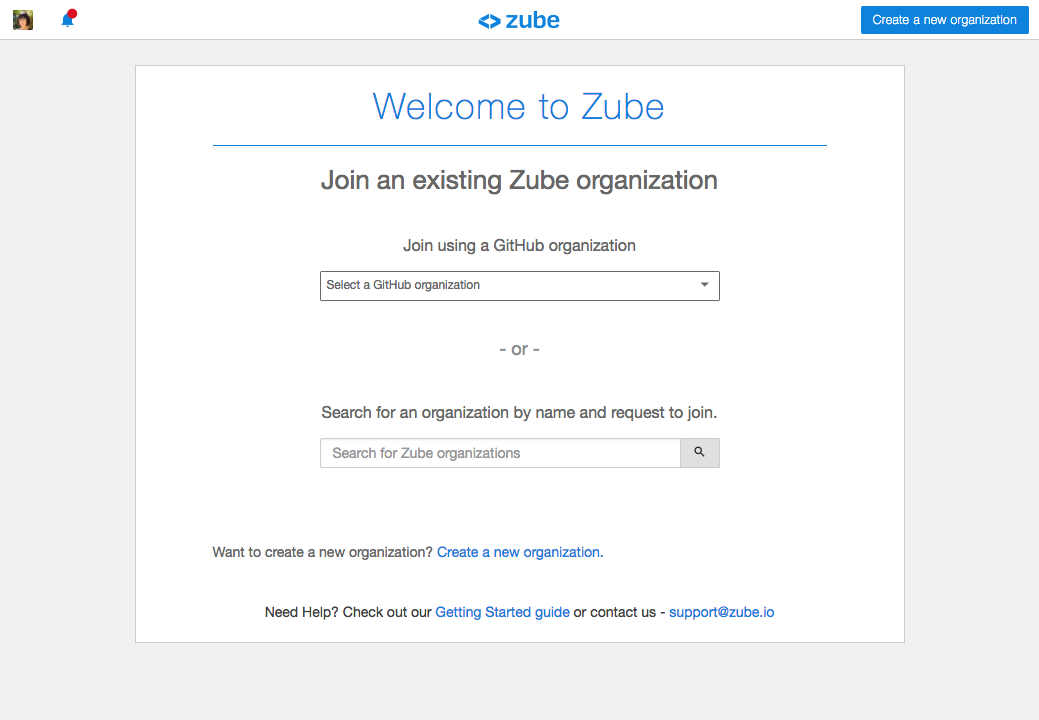 zube
Create a new organization
Welcome to Zube
Join an existing Zube organization
Join using a GitHub organization
Select a GitHub organization
- or -
Search for an organization by name and request to join.
Search for Zube organizations
Want to create a new organization? Create a new organization.
Need Help? Check out our Getting Started guide or contact us - support@zube.io